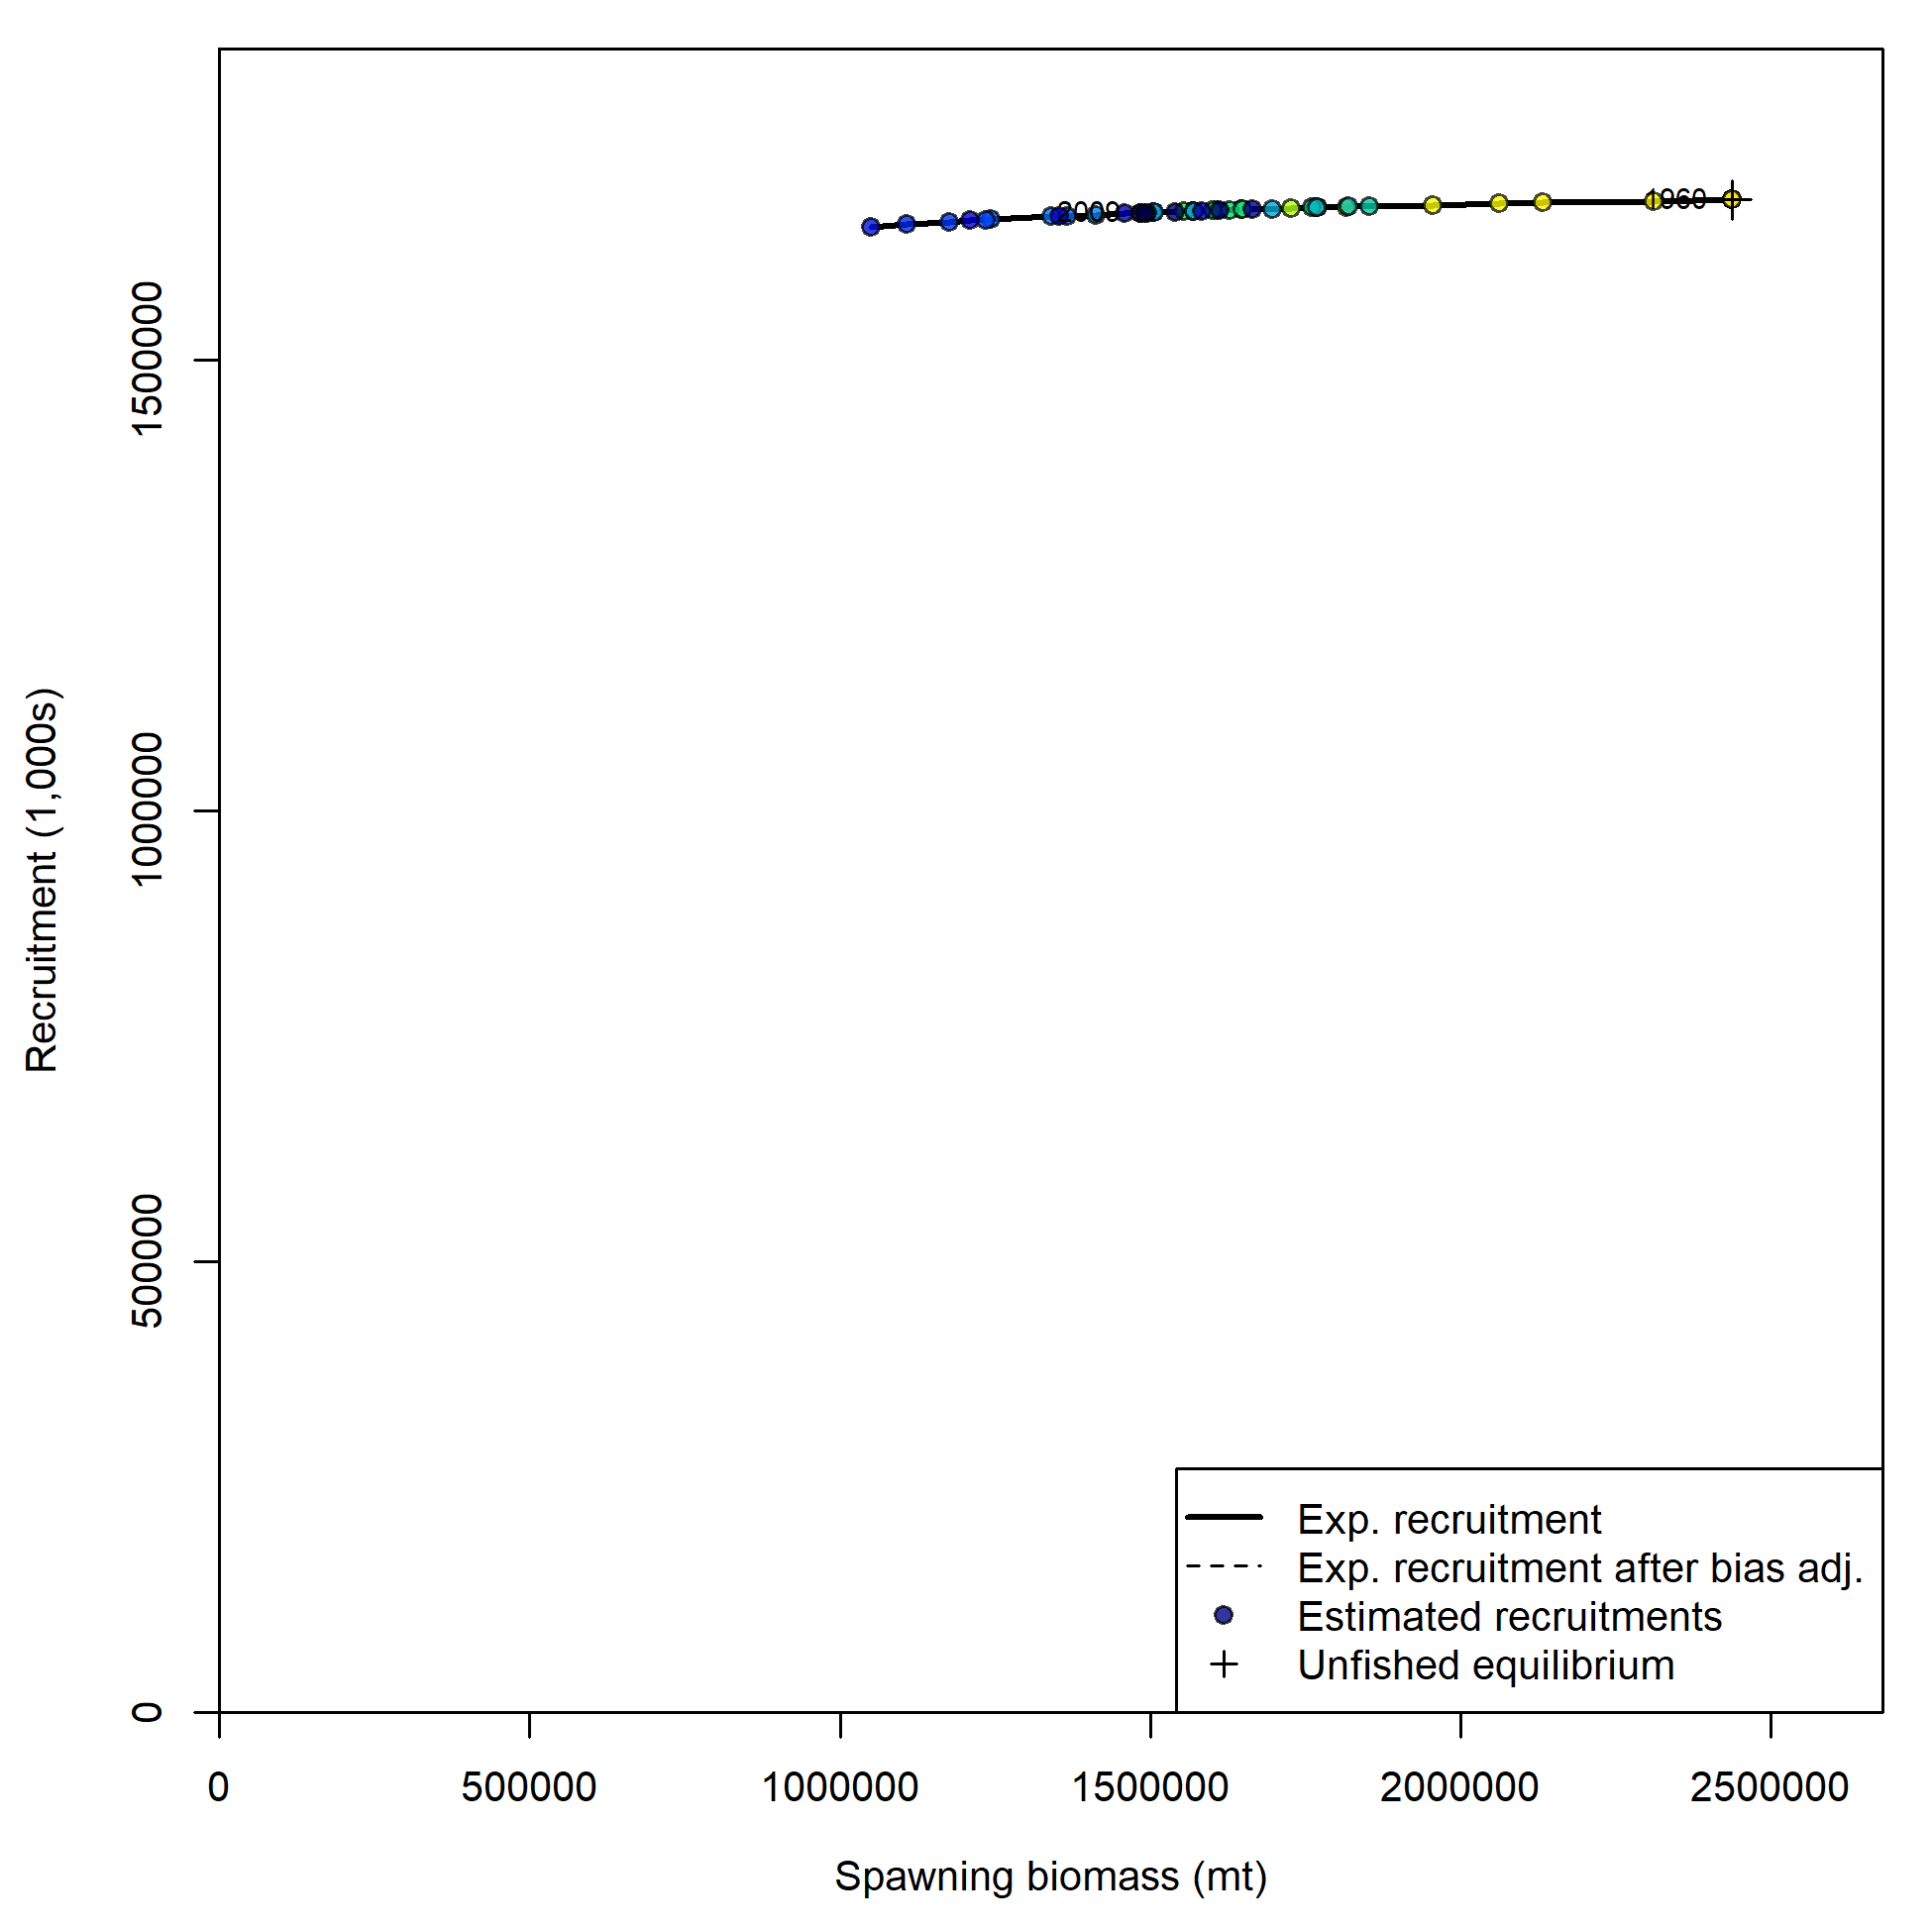 1960
1500000
1000000
500000
0
Recruitment (1,000s)
Exp. recruitment
Exp. recruitment after bias adj.
Estimated recruitments
Unfished equilibrium
0
500000
1000000
1500000
2000000
2500000
Spawning biomass (mt)